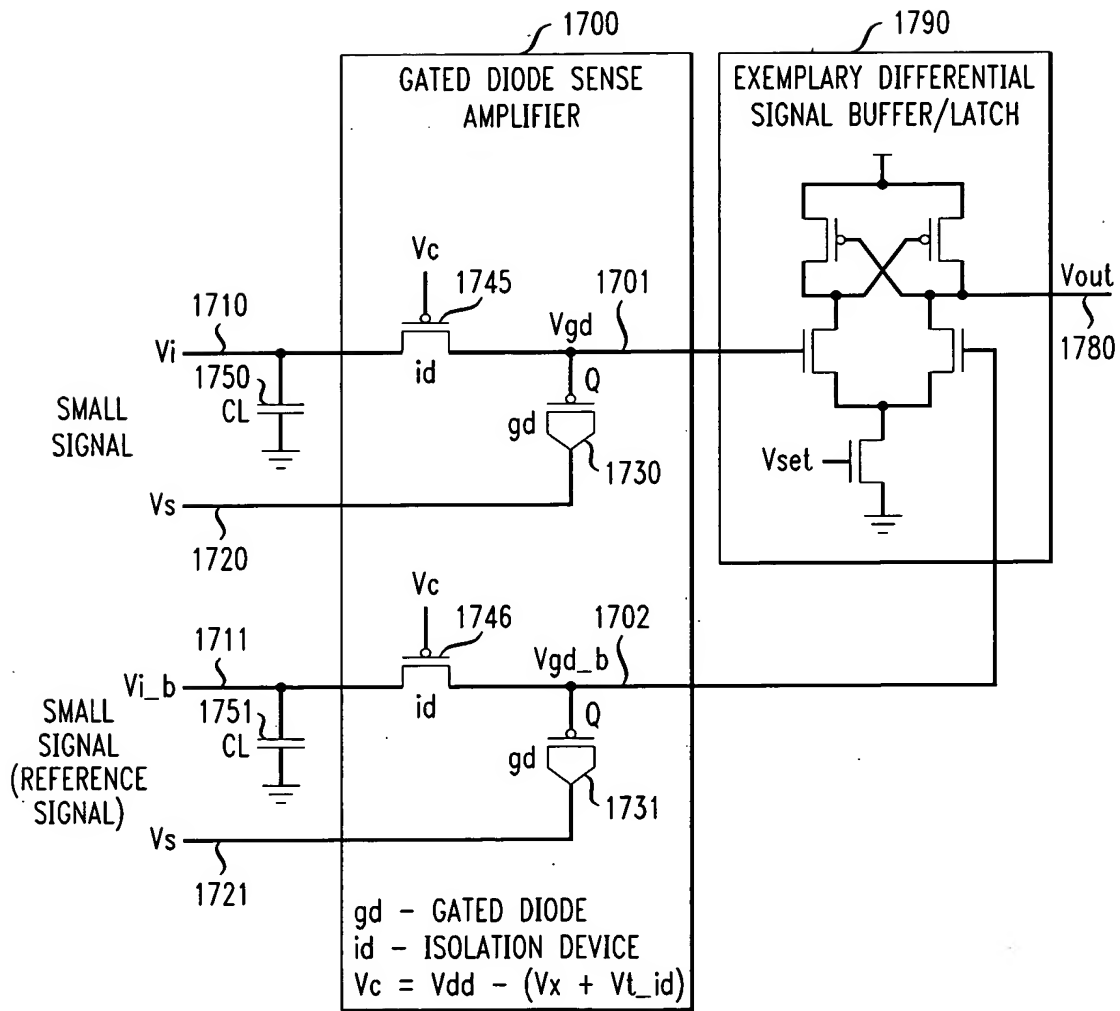 1700
1790
GATED DIODE SENSE
AMPLIFIER
EXEMPLARY DIFFERENTIAL
SIGNAL BUFFER/LATCH
Vc
1745
1710
1701
Vgd
Vout
Vi
1780
1750
id
Q
CL
gd
SMALL
SIGNAL
1730
Vset
Vs
1720
Vc
1746
1711
1702
Vgd_b
Vi_b
1751
id
Q
SMALL
SIGNAL
(REFERENCE
SIGNAL)
CL
gd
1731
Vs
1721
gd – GATED DIODE
id – ISOLATION DEVICE
Vc = Vdd – (Vx + Vt_id)